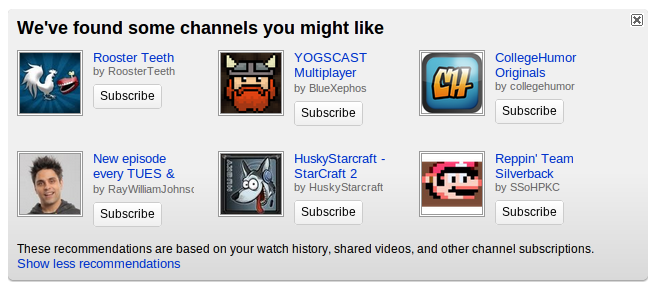 We've found some channels you might like
Rooster Teeth
by RoosterTeeth
Subscribe
YOGSCAST
Multiplayer
by BlueXephos
Subscribe
CH
CollegeHumor
Originals
by collegehumor
Subscribe
New episode
every TUES &
by RayWilliamJohnsc
Subscribe
HUSKY
HuskyStarcraft -
StarCraft 2
by HuskyStarcraft
Subscribe
Reppin' Team
Silverback
by SSoHPKC
Subscribe
These recommendations are based on your watch history, shared videos, and other channel subscriptions.
Show less recommendations